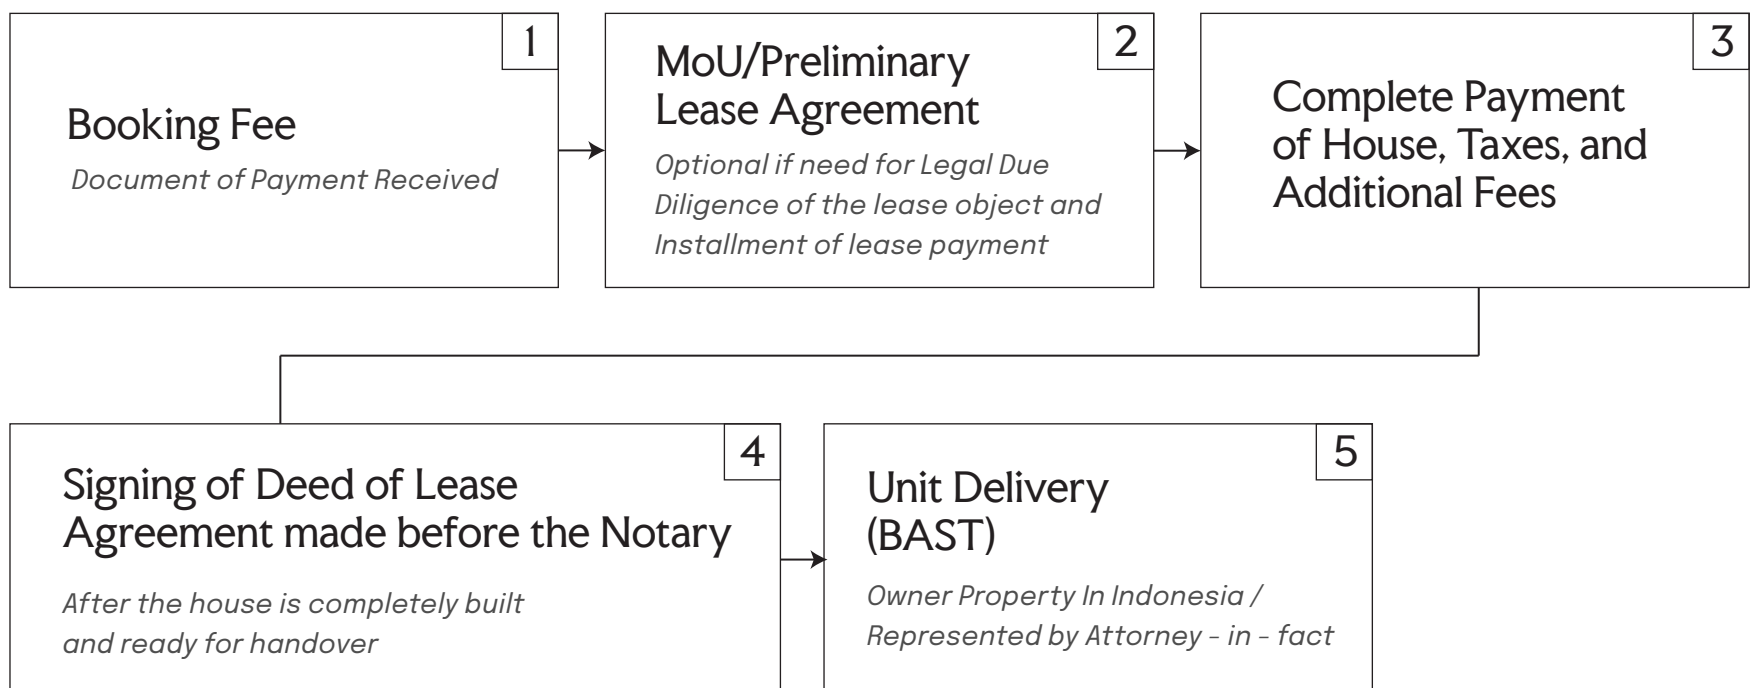 1
Booking Fee
Document of Payment Received
2
MoU/Preliminary
Lease Agreement
Optional if need for Legal Due
Diligence of the lease object and
Installment of lease payment
3
Complete Payment
of House, Taxes, and
Additional Fees
4
Signing of Deed of Lease
Agreement made before the Notary
After the house is completely built
and ready for handover
5
Unit Delivery
(BAST)
Owner Property In Indonesia /
Represented by Attorney - in - fact